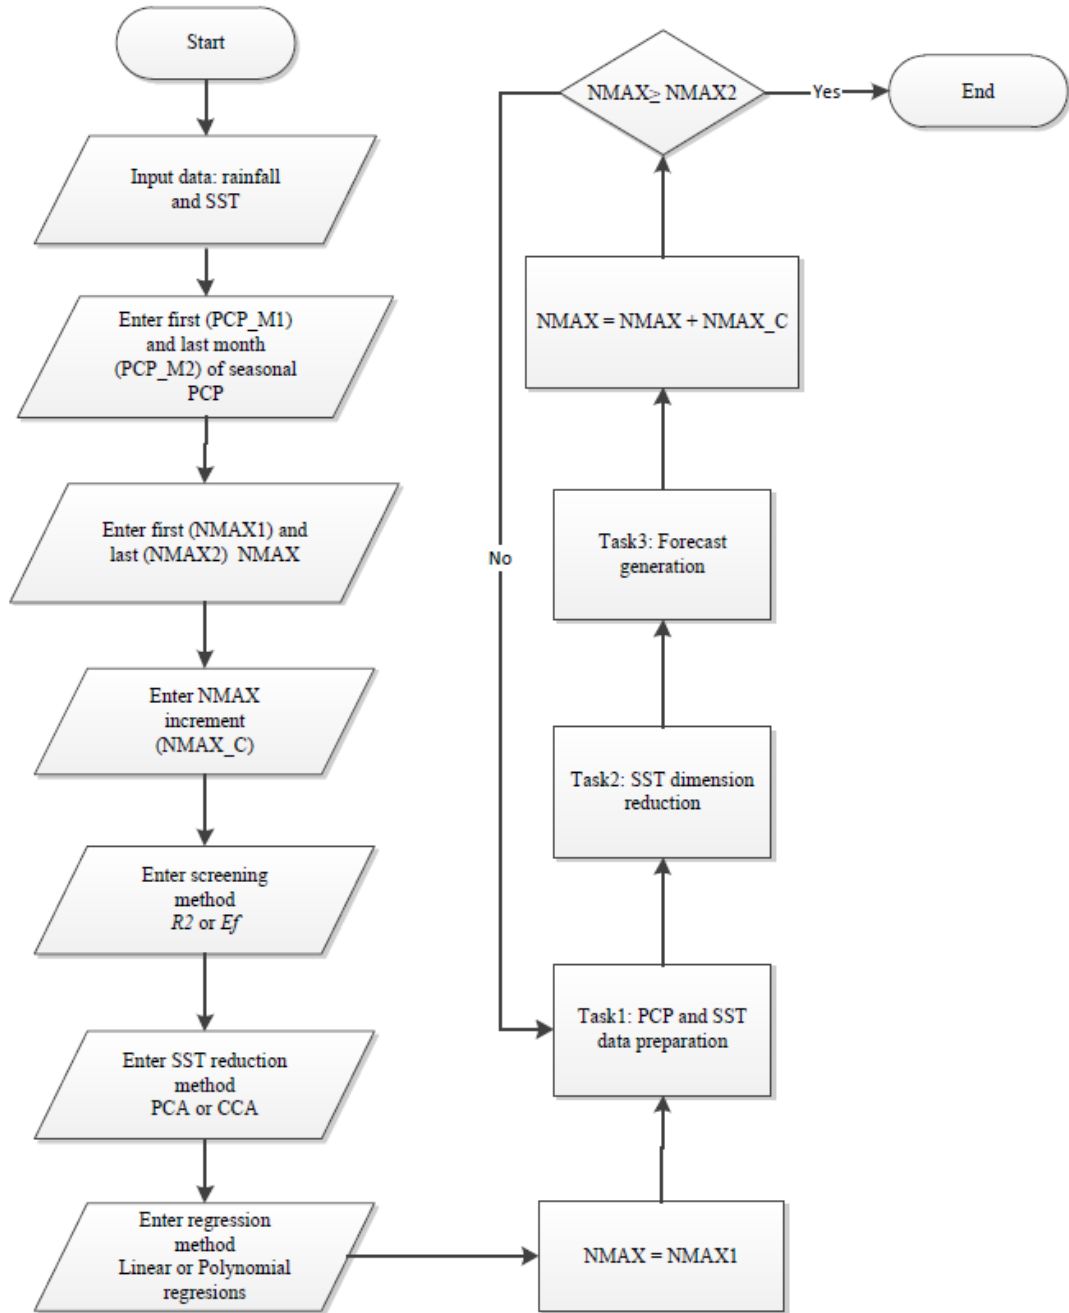 Start
Input data: rainfall
and SST
Enter first (PCP_M1)
and last month
(PCP_M2) of seasonal
PCP
Enter first (NMAX1) and
last (NMAX2) NMAX
Enter NMAX
increment
(NMAX_C)
Enter screening
method
R2 or Ef
Enter SST reduction
method
PCA or CCA
Enter regression
method
Linear or Polynomial
regresions
NMAX = NMAX1
Task1: PCP and SST
data preparation
Task2: SST dimension
reduction
Task3: Forecast
generation
NMAX = NMAX + NMAX_C
NMAX≥ NMAX2
No
Yes
End